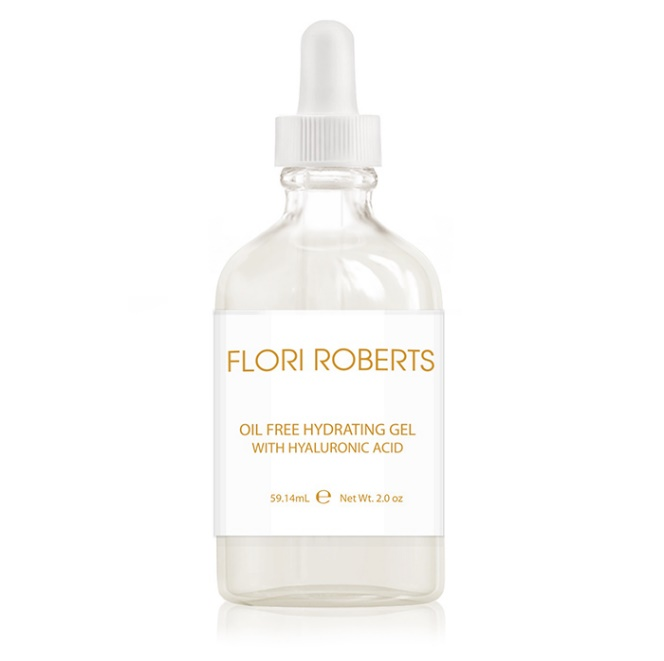 FLORI ROBERTS
OIL FREE HYDRATING GEL
WITH HYALURONIC ACID
59.14mL ℮ Net Wt. 2.0 oz